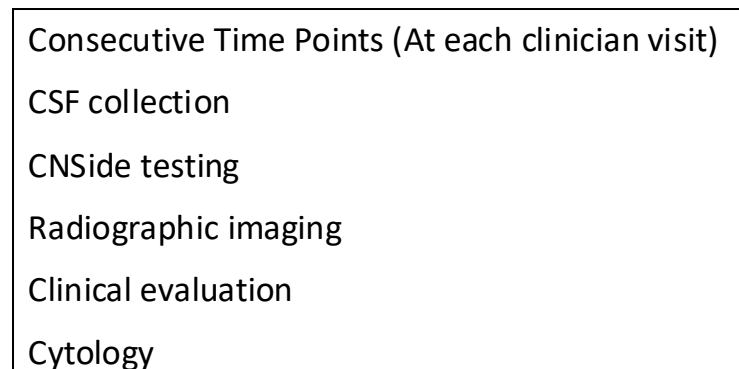 Consecutive Time Points (At each clinician visit)
CSF collection
CNSide testing
Radiographic imaging
Clinical evaluation
Cytology